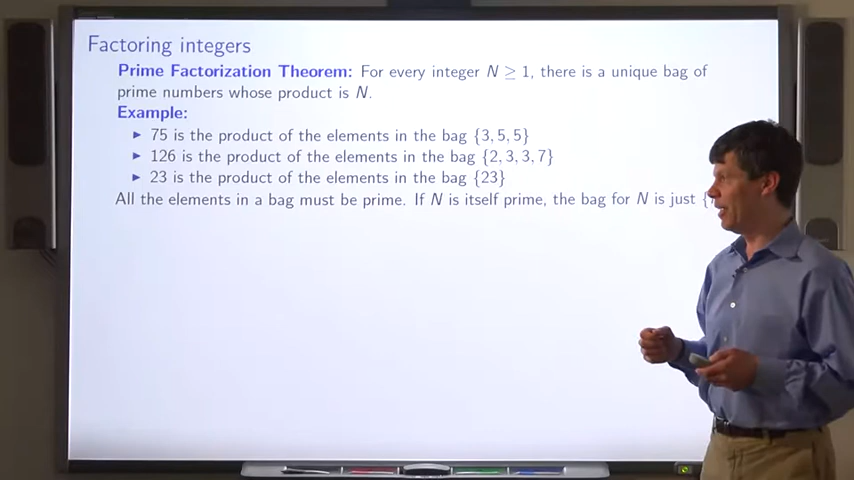 Factoring integers
Prime Factorization Theorem: For every integer N ≥ 1, there is a unique bag of
prime numbers whose product is N.
Example:
▶ 75 is the product of the elements in the bag {3, 5, 5}
▶ 126 is the product of the elements in the bag {2, 3, 3, 7}
▶ 23 is the product of the elements in the bag {23}
All the elements in a bag must be prime. If N is itself prime, the bag for N is just {